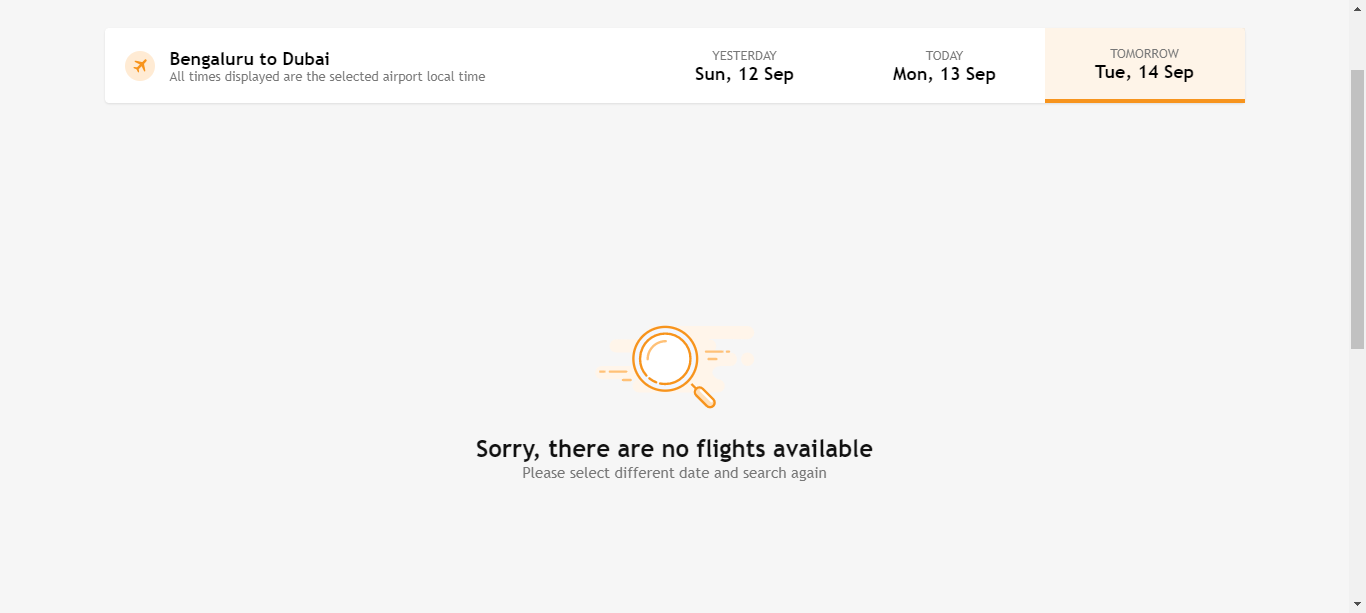 Bengaluru to Dubai
All times displayed are the selected airport local time
YESTERDAY
Sun, 12 Sep
TODAY
Mon, 13 Sep
TOMORROW
Tue, 14 Sep
Sorry, there are no flights available
Please select different date and search again